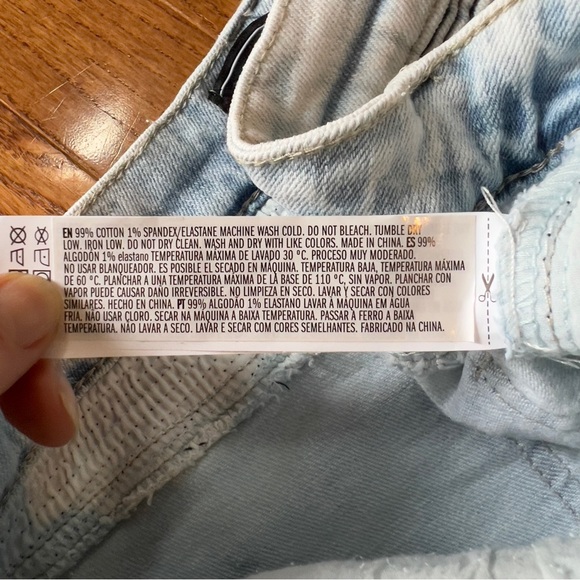 EN 99% COTTON 1% SPANDEX/ELASTANE MACHINE WASH COLD. DO NOT BLEACH. TUMBLE DRY
LOW. IRON LOW. DO NOT DRY CLEAN. WASH AND DRY WITH LIKE COLORS. MADE IN CHINA. ES 99%
ALGODÓN 1% elastano TEMPERATURA MAXIMA DE LAVADO 30 °C. PROCESO MUY MODERADO.
NO USAR BLANQUEADOR. ES POSIBLE EL SECADO EN MÁQUINA. TEMPERATURA BAJA, TEMPERATURA MÁXIMA
DE 60 °C. PLANCHAR A UNA TEMPERATURA MÁXIMA DE LA BASE DE 110 °C, SIN VAPOR. PLANCHAR CON
VAPOR PUEDE CAUSAR DAÑO IRREVERSIBLE. NO LIMPIEZA EN SECO. LAVAR Y SECAR CON COLORES
SIMILARES. HECHO EN CHINA. PT 99% ALGODÃO 1% ELASTANO LAVAR À MÁQUINA EM AGUA
FRIA. NÃO USAR CLORO. SECAR NA MÁQUINA A BAIXA TEMPERATURA. PASSAR À FERRO A BAIXA
TEMPERATURA. NÃO LAVAR A SECO. LAVAR E SECAR COM CORES SEMELHANTES. FABRICADO NA CHINA.